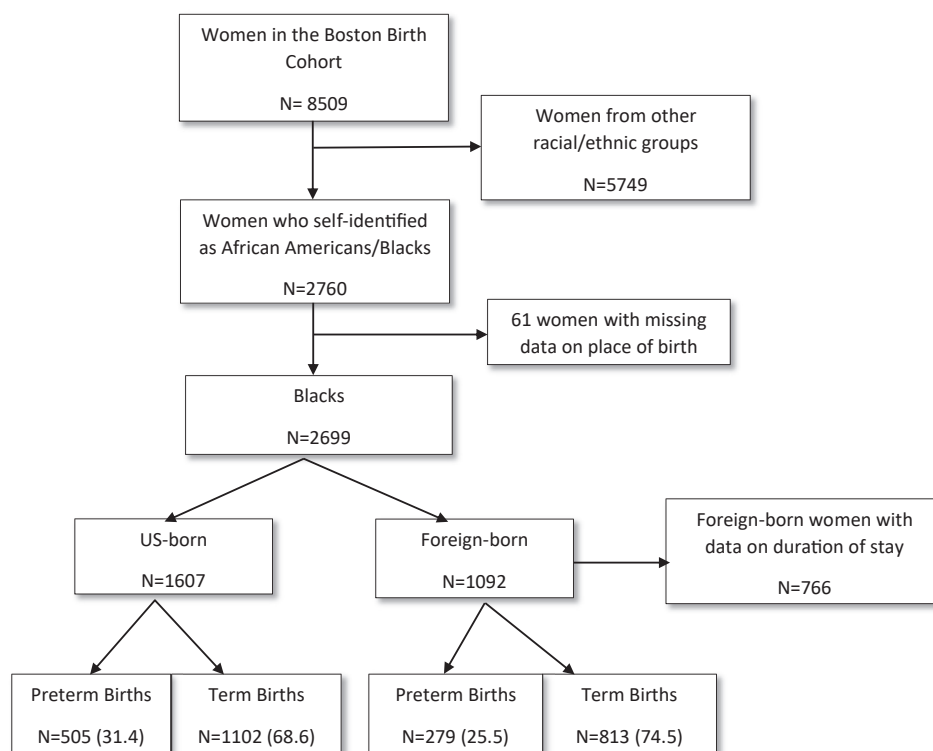 Women in the Boston Birth
Cohort
N= 8509
Women from other
racial/ethnic groups
N=5749
Women who self-identified
as African Americans/Blacks
N=2760
61 women with missing
data on place of birth
Blacks
N=2699
US-born
N=1607
Foreign-born
N=1092
Foreign-born women with
data on duration of stay
N=766
Preterm Births
N=505 (31.4)
Term Births
N=1102 (68.6)
Preterm Births
N=279 (25.5)
Term Births
N=813 (74.5)